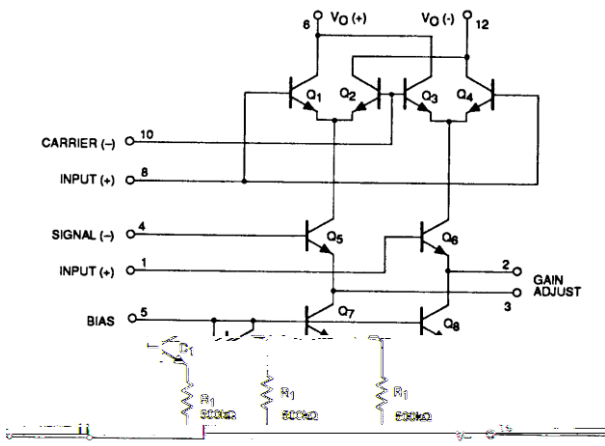 6 VO (+) VO (-) 12
Q1 Q2 Q3 Q4
CARRIER (–) 10
INPUT (+) 8
SIGNAL (–) 4 Q5 Q6
INPUT (+) 1
2 GAIN
3 ADJUST
BIAS 5 Q7 Q8
R1 R1 R1